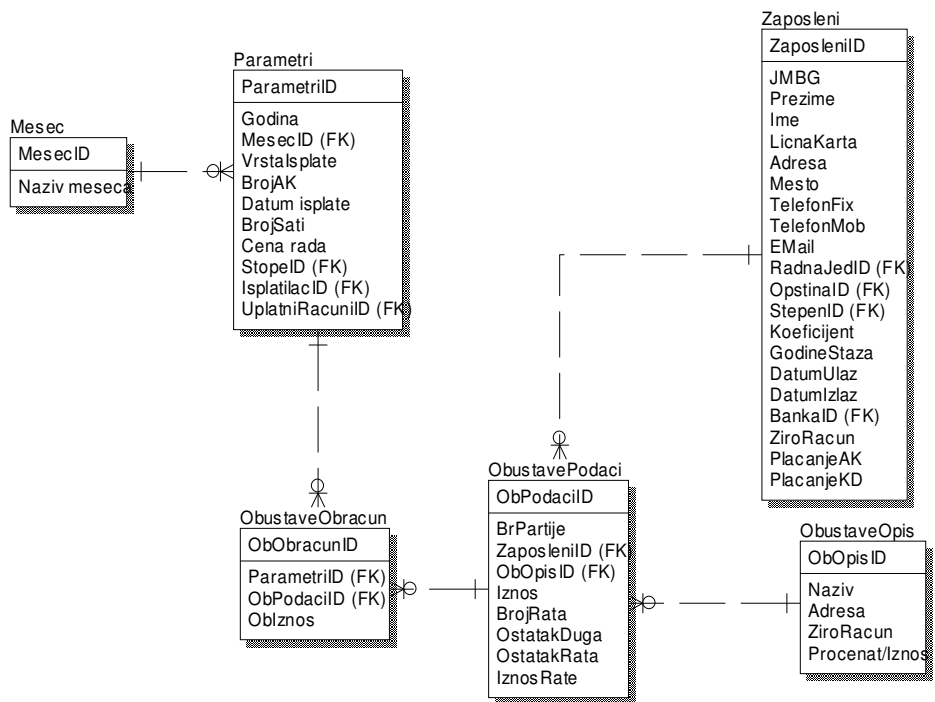 Mesec
MesecID
Naziv meseca
Parametri
ParametriID
Godina
MesecID (FK)
VrstaIsplate
BrojAK
Datum isplate
BrojSati
Cena rada
StopeID (FK)
IsplatilacID (FK)
UplatniRacuniID (FK)
Zaposleni
ZaposleniID
JMBG
Prezime
Ime
LicnaKarta
Adresa
Mesto
TelefonFix
TelefonMob
EMail
RadnaJedID (FK)
OpstinaID (FK)
StepenID (FK)
Koeficijent
GodineStaza
DatumUlaz
DatumIzlaz
BankaID (FK)
ZiroRacun
PlacanjeAK
PlacanjeKD
ObustaveObracun
ObObracunID
ParametriID (FK)
ObPodaciID (FK)
ObIznos
ObustavePodaci
ObPodaciID
BrPartije
ZaposleniID (FK)
ObOpisID (FK)
Iznos
BrojRata
OstatakDuga
OstatakRata
IznosRate
ObustaveOpis
ObOpisID
Naziv
Adresa
ZiroRacun
Procenat/Iznos